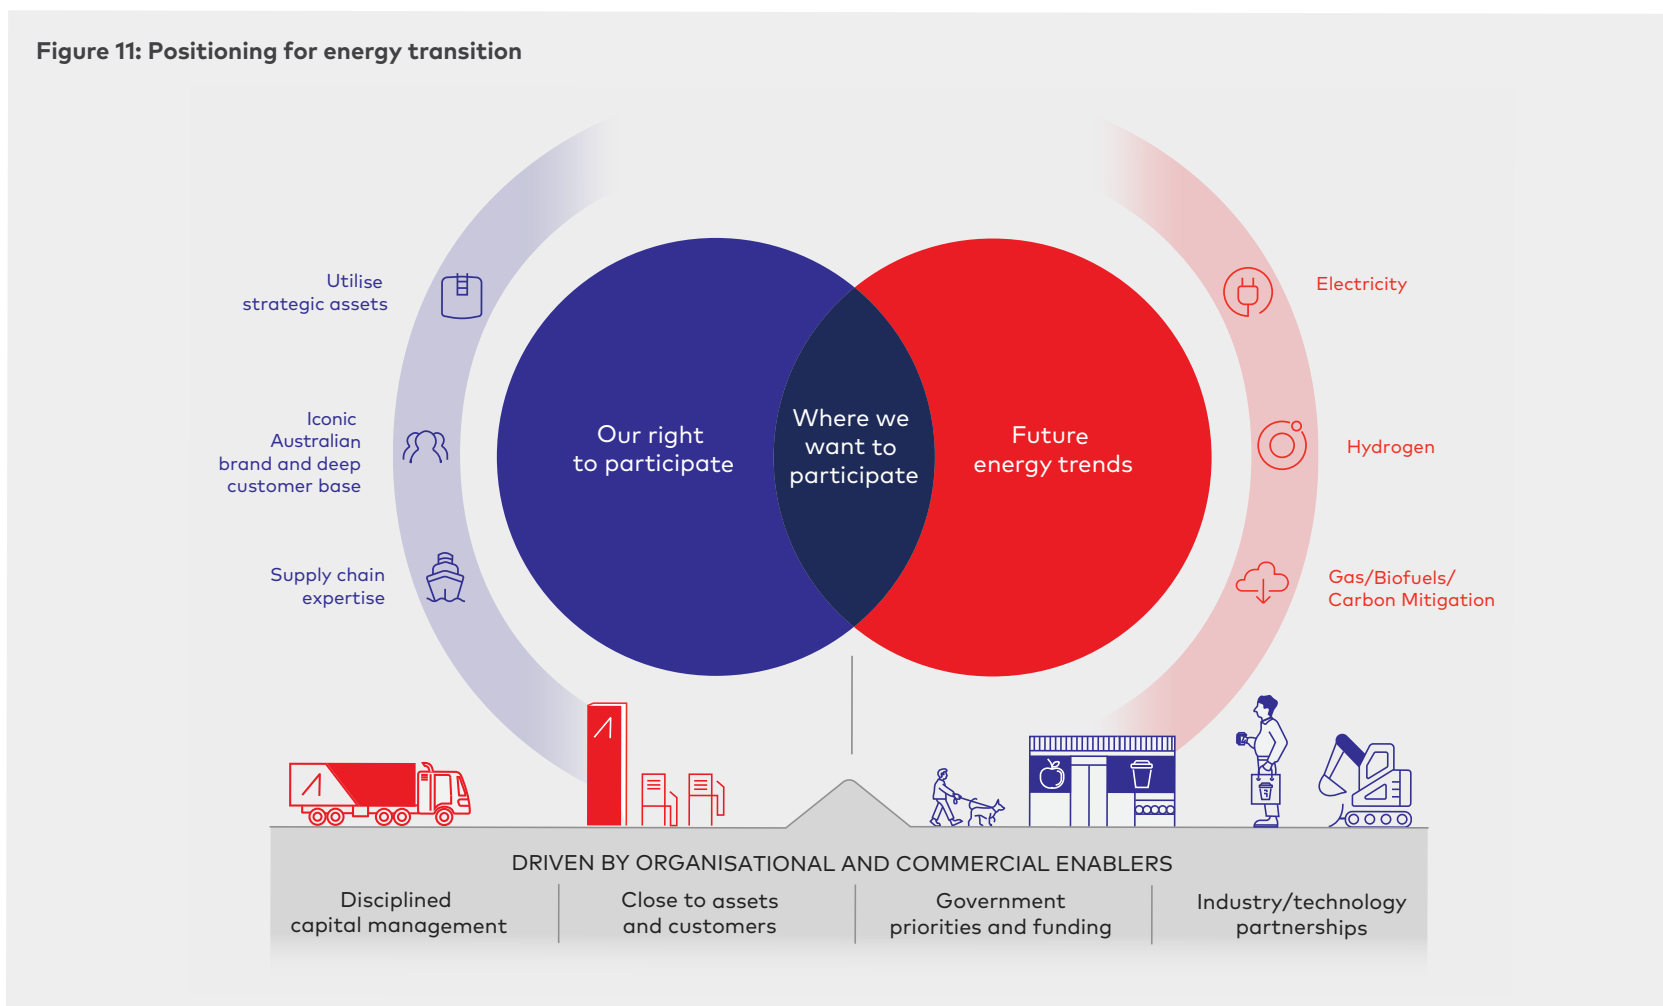 Figure 11: Positioning for energy transition
Utilise
strategic assets
Iconic
Australian
brand and deep
customer base
Supply chain
expertise
Our right
to participate
Where we
want to
participate
Future
energy trends
Electricity
Hydrogen
Gas/Biofuels/
Carbon Mitigation
DRIVEN BY ORGANISATIONAL AND COMMERCIAL ENABLERS
Disciplined
capital management
Close to assets
and customers
Government
priorities and funding
Industry/technology
partnerships